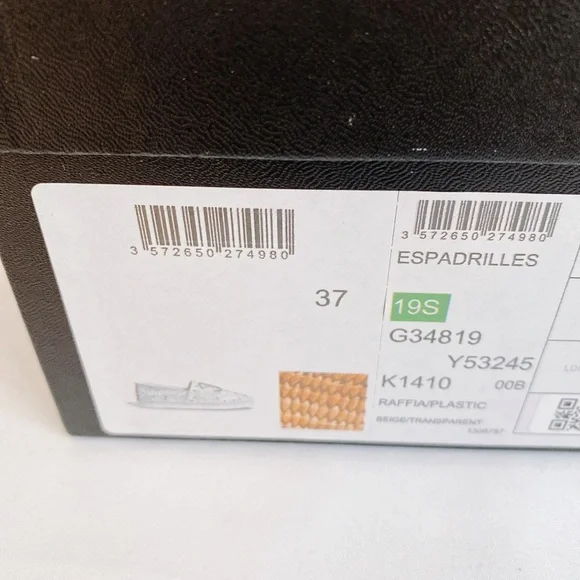 3 572650 274980
37
3 572650 274980
ESPADRILLES
19S
G34819
Y53245
K1410 00B
RAFFIA/PLASTIC
BEIGE/TRANSPARENT